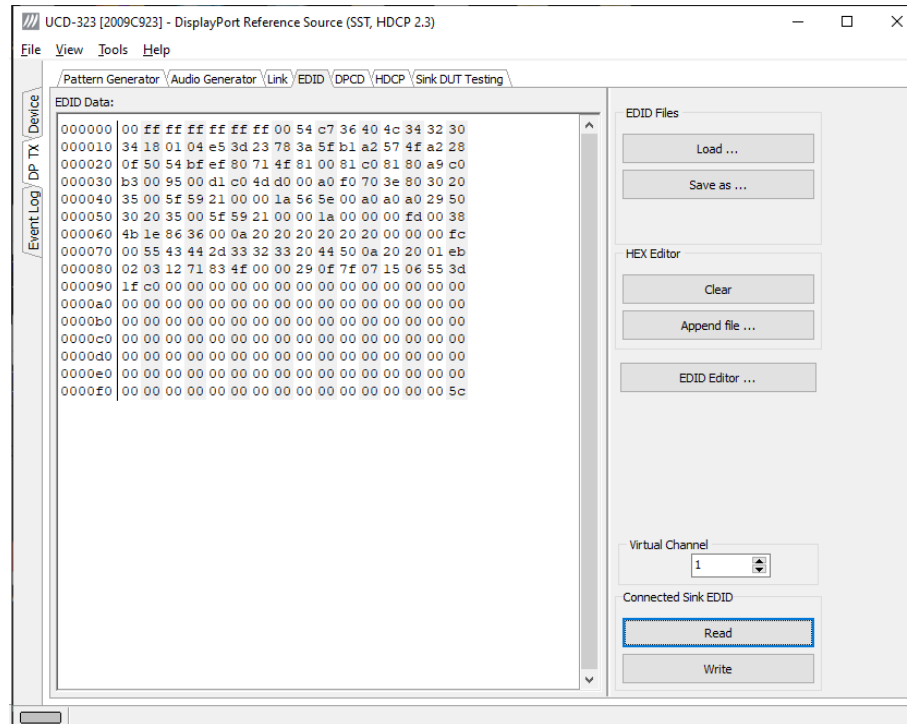 UCD-323 [2009C923] - DisplayPort Reference Source (SST, HDCP 2.3)
File View Tools Help
Pattern Generator Audio Generator Link EDID DPCD HDCP Sink DUT Testing
Device
DP TX
Event Log
EDID Data:
000000 00 ff ff ff ff ff ff 00 54 c7 36 40 4c 34 32 30
000010 34 18 01 04 e5 3d 23 78 3a 5f b1 a2 57 4f a2 28
000020 0f 50 54 bf ef 80 71 4f 81 00 81 c0 81 80 a9 c0
000030 b3 00 95 00 d1 c0 4d d0 00 a0 f0 70 3e 80 30 20
000040 35 00 5f 59 21 00 00 1a 56 5e 00 a0 a0 a0 29 50
000050 30 20 35 00 5f 59 21 00 00 1a 00 00 00 fd 00 38
000060 4b 1e 86 36 00 0a 20 20 20 20 20 20 00 00 00 fc
000070 00 55 43 44 2d 33 32 33 20 44 50 0a 20 20 01 eb
000080 02 03 12 71 83 4f 00 00 29 0f 7f 07 15 06 55 3d
000090 1f c0 00 00 00 00 00 00 00 00 00 00 00 00 00 00
0000a0 00 00 00 00 00 00 00 00 00 00 00 00 00 00 00 00
0000b0 00 00 00 00 00 00 00 00 00 00 00 00 00 00 00 00
0000c0 00 00 00 00 00 00 00 00 00 00 00 00 00 00 00 00
0000d0 00 00 00 00 00 00 00 00 00 00 00 00 00 00 00 00
0000e0 00 00 00 00 00 00 00 00 00 00 00 00 00 00 00 00
0000f0 00 00 00 00 00 00 00 00 00 00 00 00 00 00 00 5c
EDID Files
Load ...
Save as ...
HEX Editor
Clear
Append file ...
EDID Editor ...
Virtual Channel
1
Connected Sink EDID
Read
Write